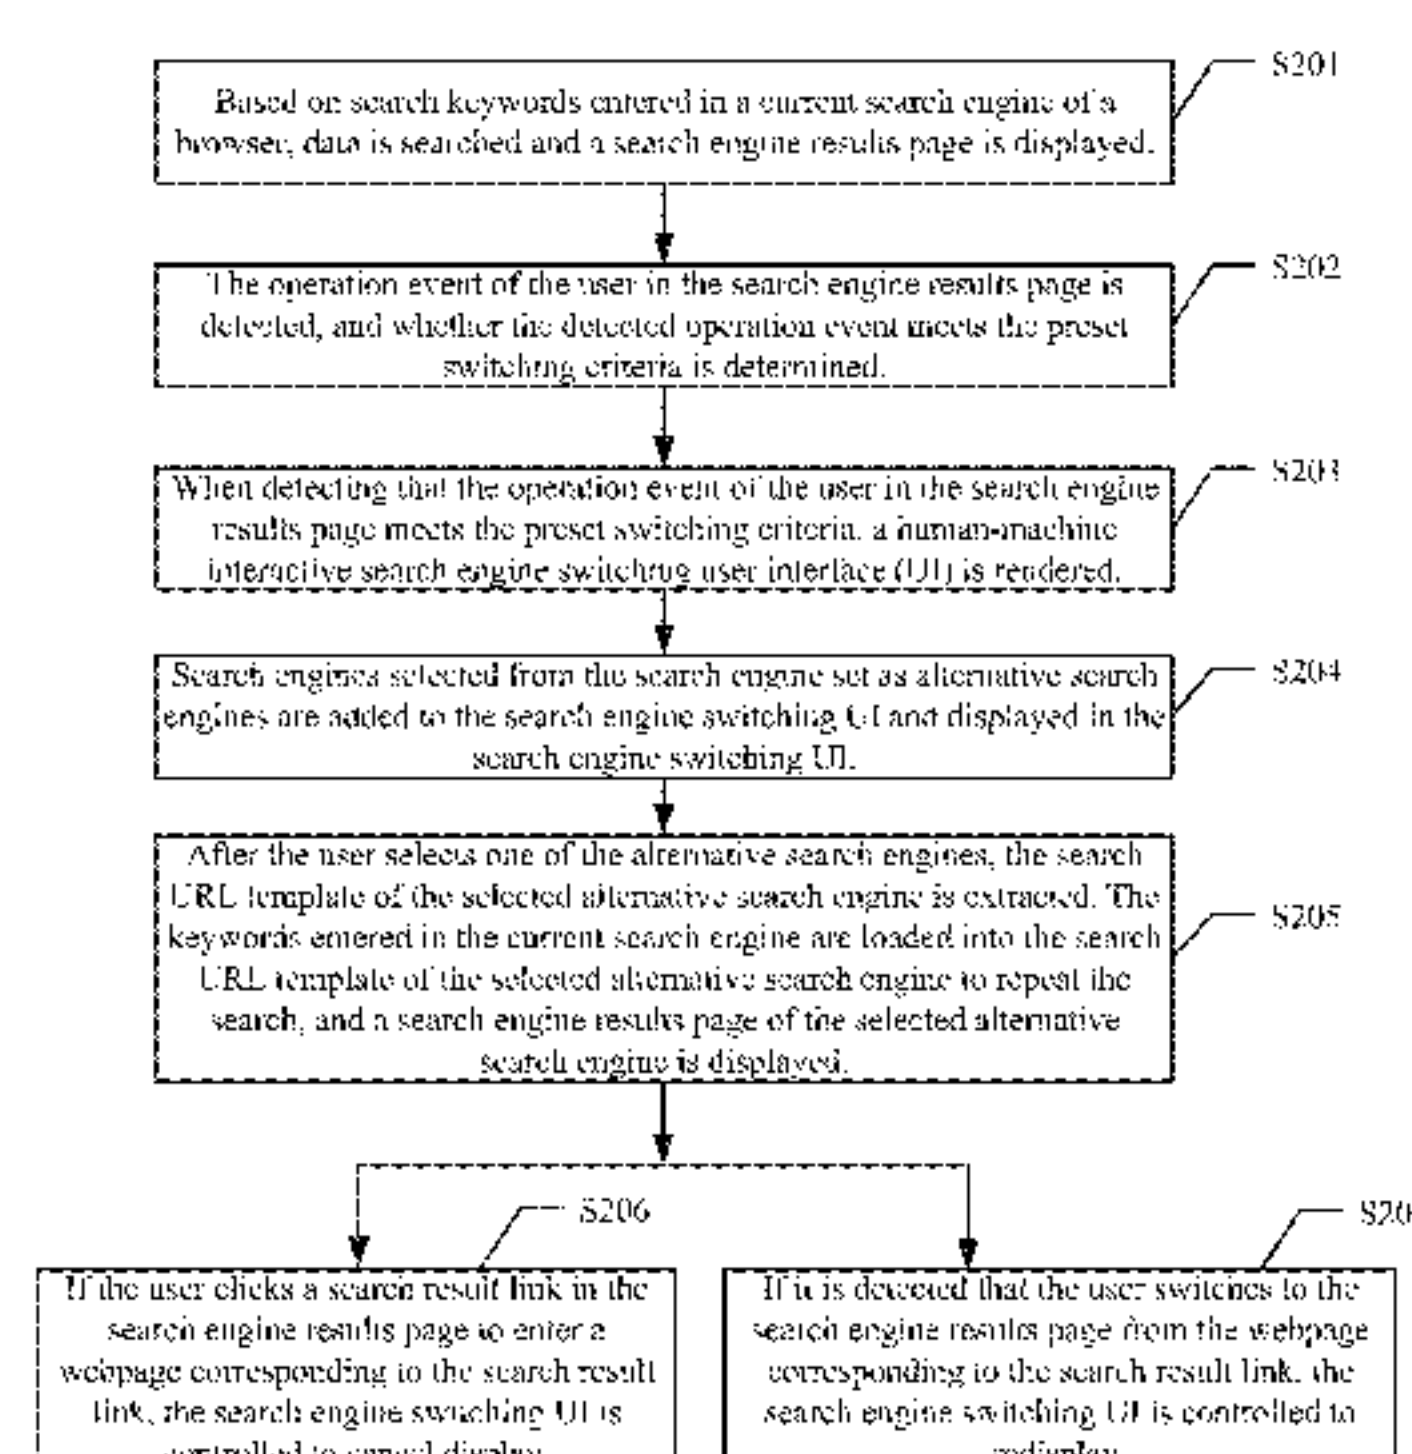 S201
Based on search keywords entered in a current search engine of a
browser, data is searched and a search engine results page is displayed.
S202
The operation event of the user in the search engine results page is
detected, and whether the detected operation event meets the preset
switching criteria is determined.
S203
When detecting that the operation event of the user in the search engine
results page meets the preset switching criteria, a human-machine
interactive search engine switching user interface (UI) is rendered.
S204
Search engines selected from the search engine set as alternative search
engines are added to the search engine switching UI and displayed in the
search engine switching UI.
After the user selects one of the alternative search engines, the search
URL template of the selected alternative search engine is extracted. The
S205
keywords entered in the current search engine are loaded into the search
URL template of the selected alternative search engine to repeat the
search, and a search engine results page of the selected alternative
search engine is displayed.
S206
S20
If the user clicks a search result link in the
search engine results page to enter a
webpage corresponding to the search result
link, the search engine switching UI is
controlled to cancel display.
If it is detected that the user switches to the
search engine results page from the webpage
corresponding to the search result link, the
search engine switching UI is controlled to
redisplay.